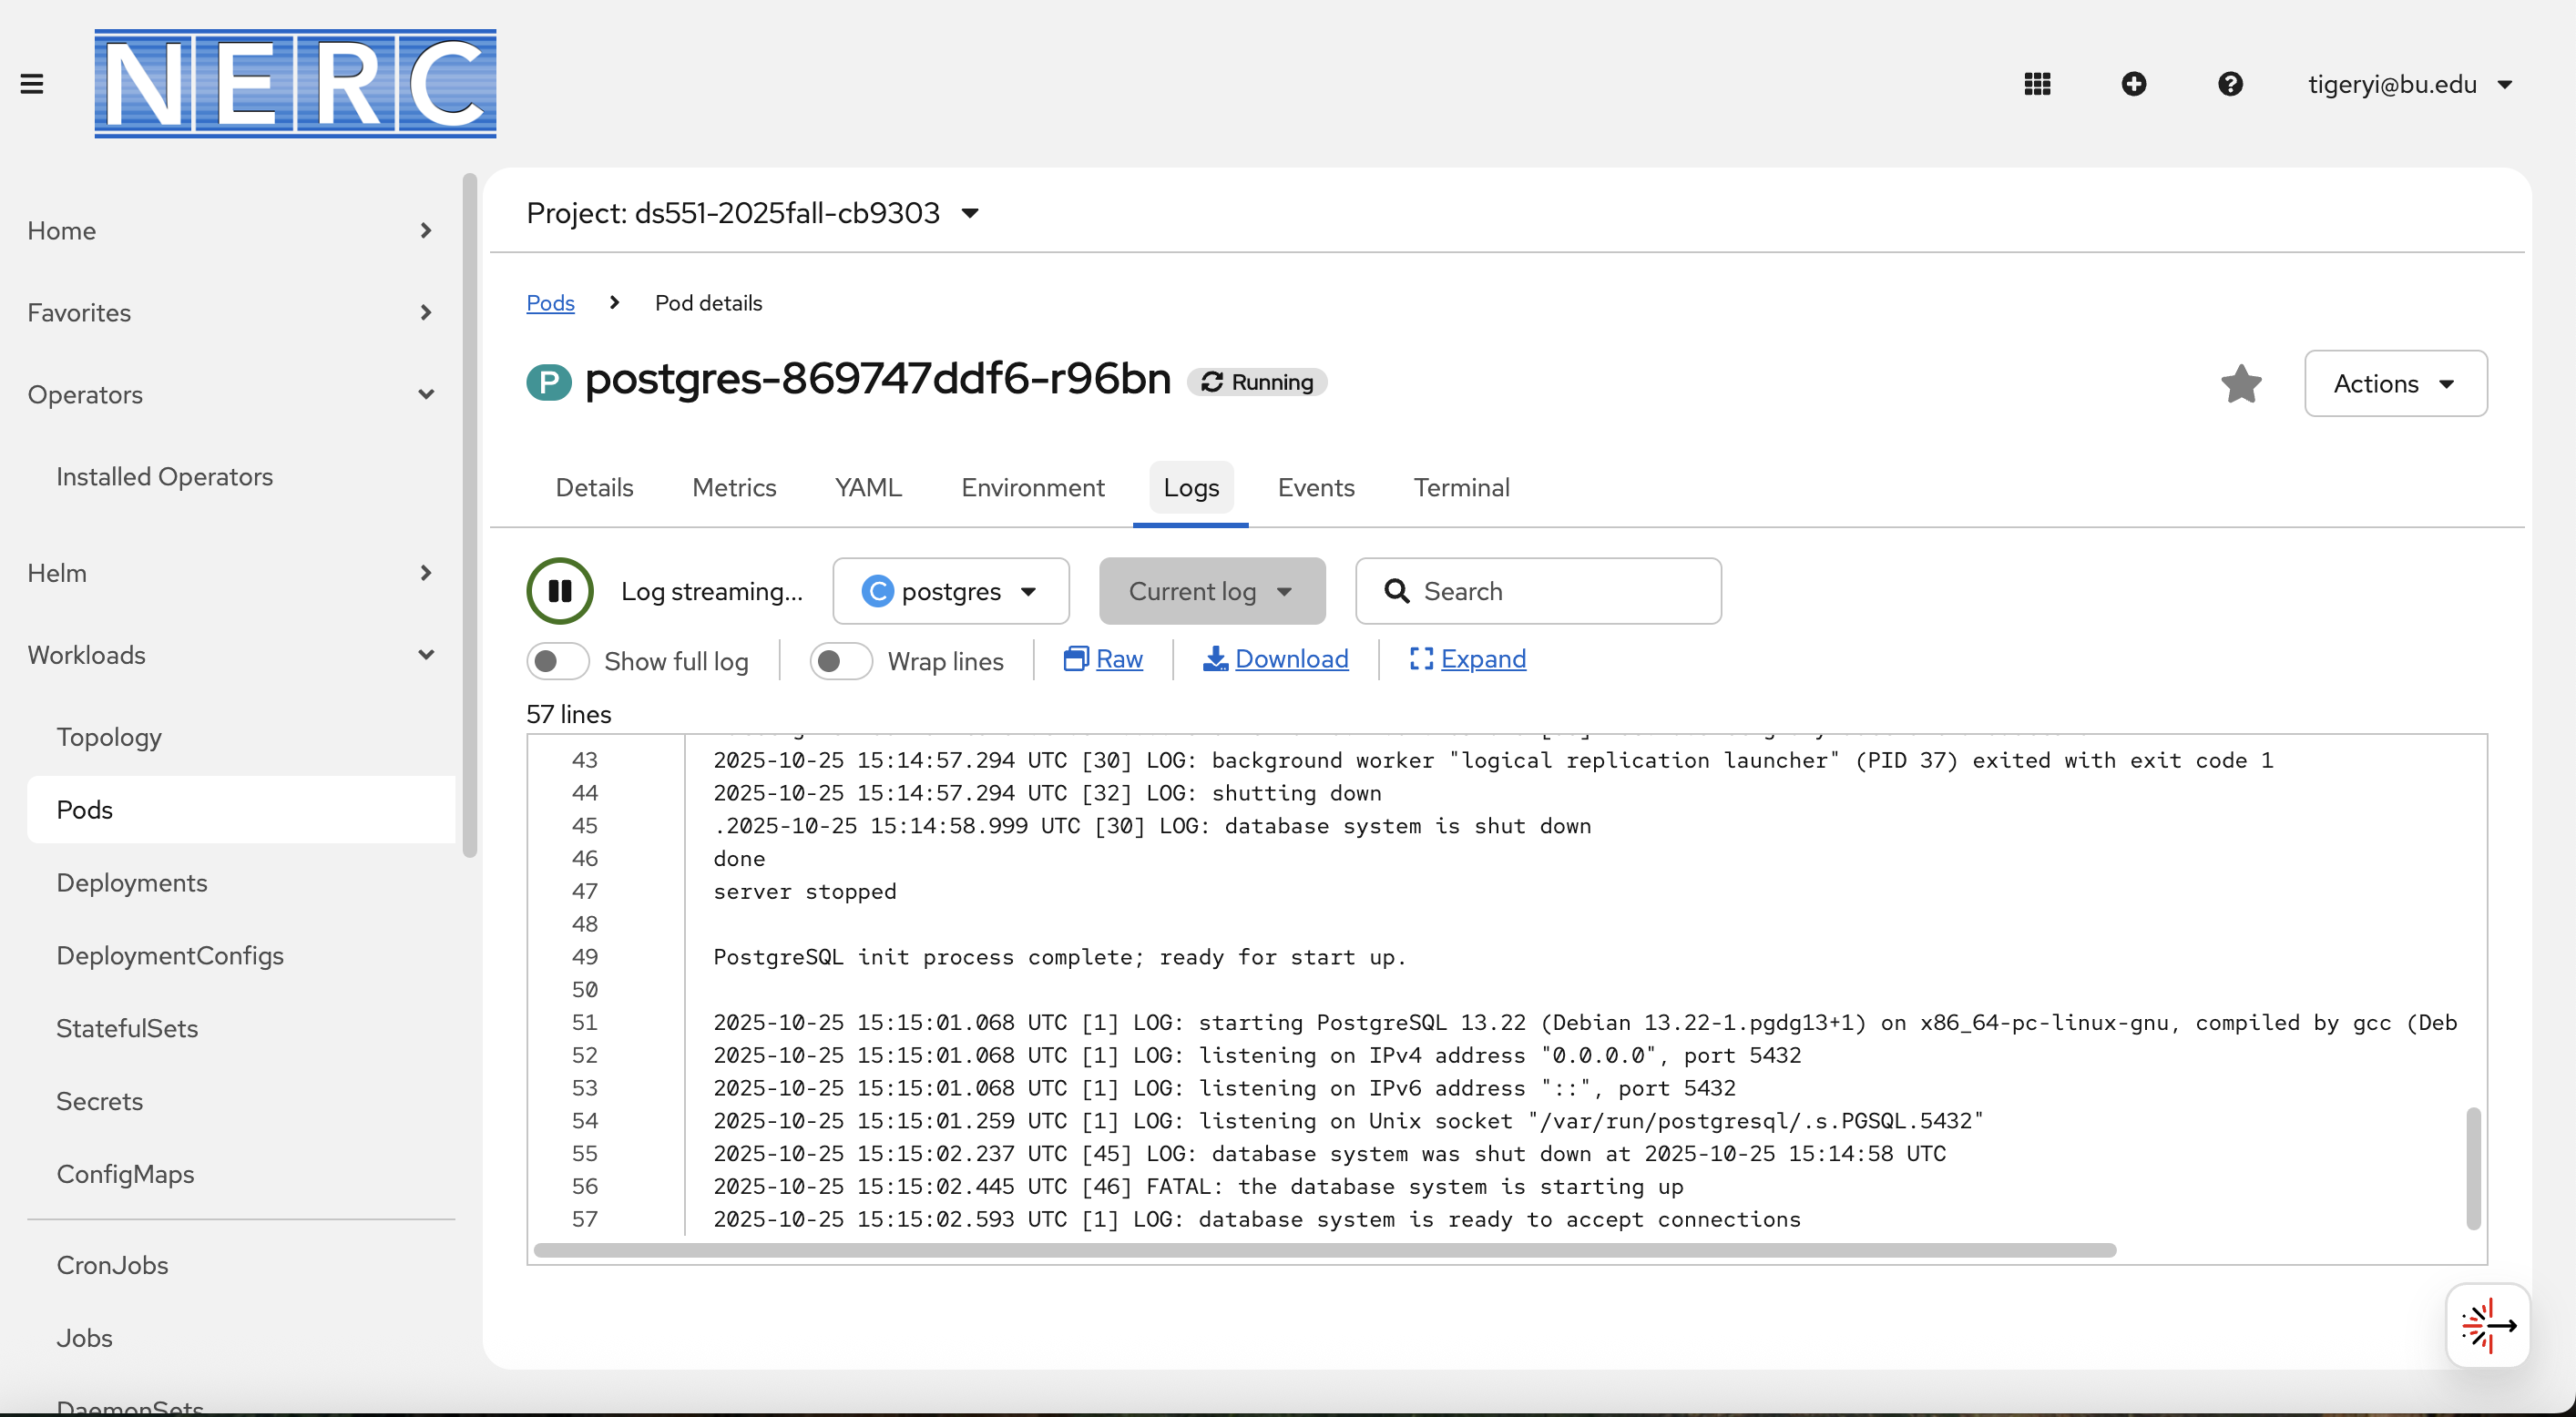 NERC
tigeryi@bu.edu
Home
Favorites
Operators
Installed Operators
Helm
Workloads
Topology
Pods
Deployments
DeploymentConfigs
StatefulSets
Secrets
ConfigMaps
CronJobs
Jobs
DaemonSets
Project: ds551-2025fall-cb9303
Pods Pod details
P postgres-869747ddf6-r96bn Running
Actions
Details Metrics YAML Environment Logs Events Terminal
Log streaming... C postgres Current log Search
Show full log Wrap lines Raw Download Expand
57 lines
43 2025-10-25 15:14:57.294 UTC [30] LOG: background worker "logical replication launcher" (PID 37) exited with exit code 1
44 2025-10-25 15:14:57.294 UTC [32] LOG: shutting down
45 .2025-10-25 15:14:58.999 UTC [30] LOG: database system is shut down
46 done
47 server stopped
48
49 PostgreSQL init process complete; ready for start up.
50
51 2025-10-25 15:15:01.068 UTC [1] LOG: starting PostgreSQL 13.22 (Debian 13.22-1.pgdg13+1) on x86_64-pc-linux-gnu, compiled by gcc (Deb
52 2025-10-25 15:15:01.068 UTC [1] LOG: listening on IPv4 address "0.0.0.0", port 5432
53 2025-10-25 15:15:01.068 UTC [1] LOG: listening on IPv6 address "::", port 5432
54 2025-10-25 15:15:01.259 UTC [1] LOG: listening on Unix socket "/var/run/postgresql/.s.PGSQL.5432"
55 2025-10-25 15:15:02.237 UTC [45] LOG: database system was shut down at 2025-10-25 15:14:58 UTC
56 2025-10-25 15:15:02.445 UTC [46] FATAL: the database system is starting up
57 2025-10-25 15:15:02.593 UTC [1] LOG: database system is ready to accept connections